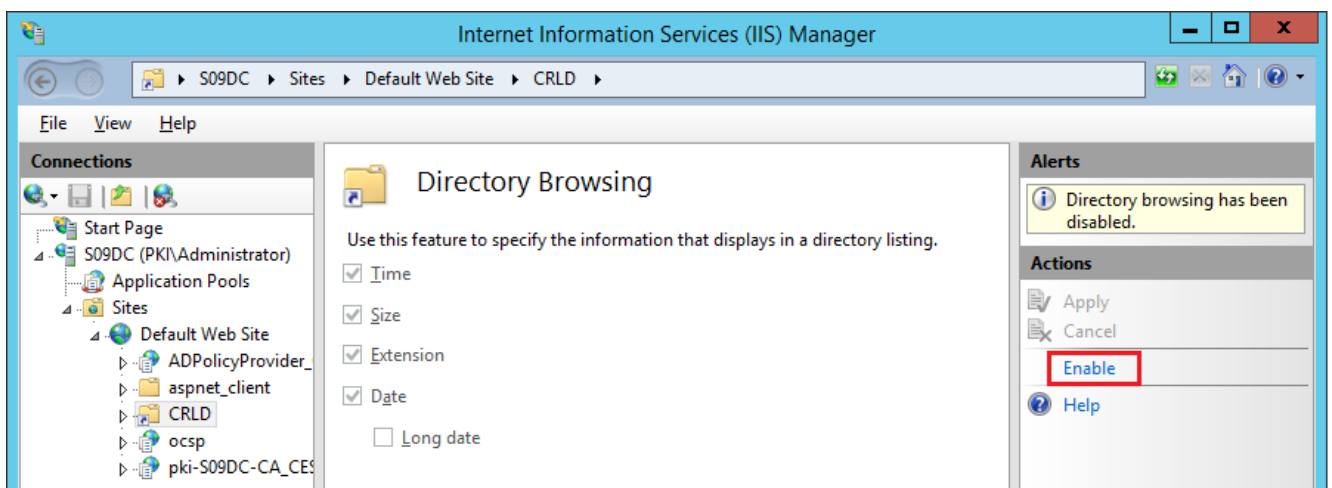 Internet Information Services (IIS) Manager
S09DC Sites Default Web Site CRLD
File View Help
Connections
Start Page
S09DC (PKI\Administrator)
Application Pools
Sites
Default Web Site
ADPolicyProvider_
aspnet_client
CRLD
ocsp
pki-S09DC-CA_CES
Directory Browsing
Use this feature to specify the information that displays in a directory listing.
Time
Size
Extension
Date
Long date
Alerts
Directory browsing has been
disabled.
Actions
Apply
Cancel
Enable
Help